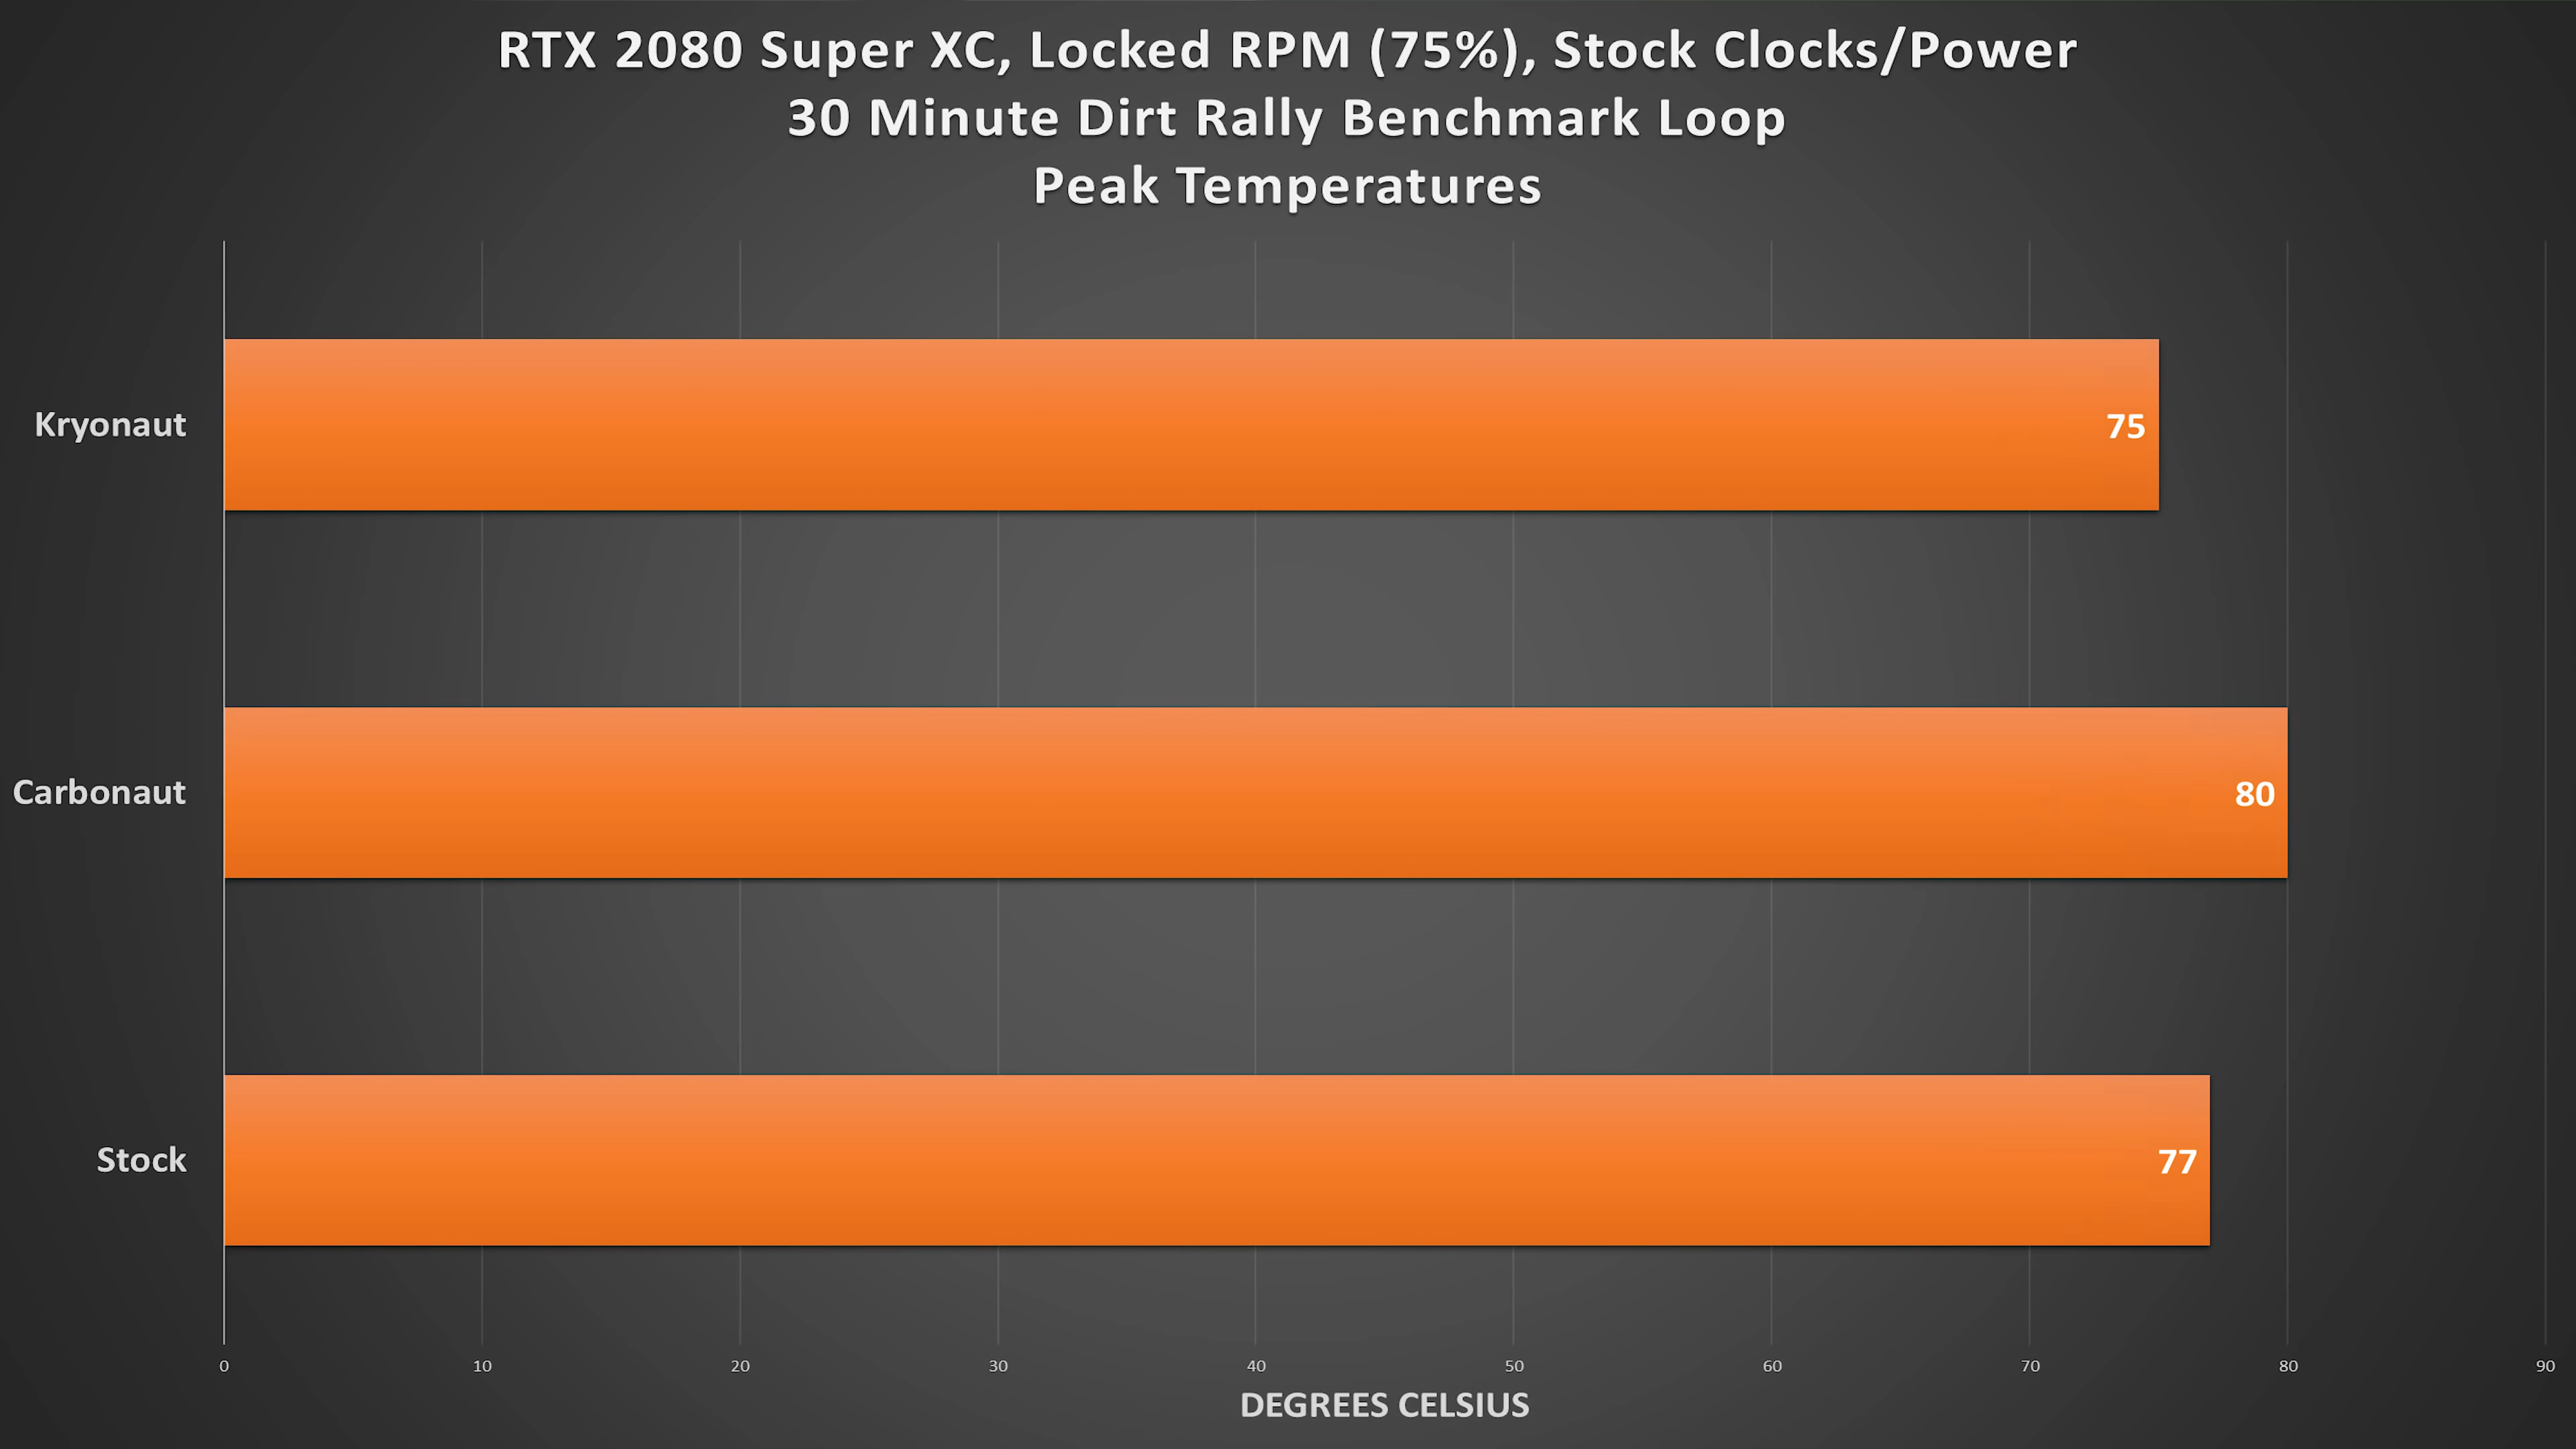 RTX 2080 Super XC, Locked RPM (75%), Stock Clocks/Power
30 Minute Dirt Rally Benchmark Loop
Peak Temperatures
Kryonaut
75
Carbonaut
80
Stock
77
0 10 20 30 40 50 60 70 80 90
DEGREES CELSIUS